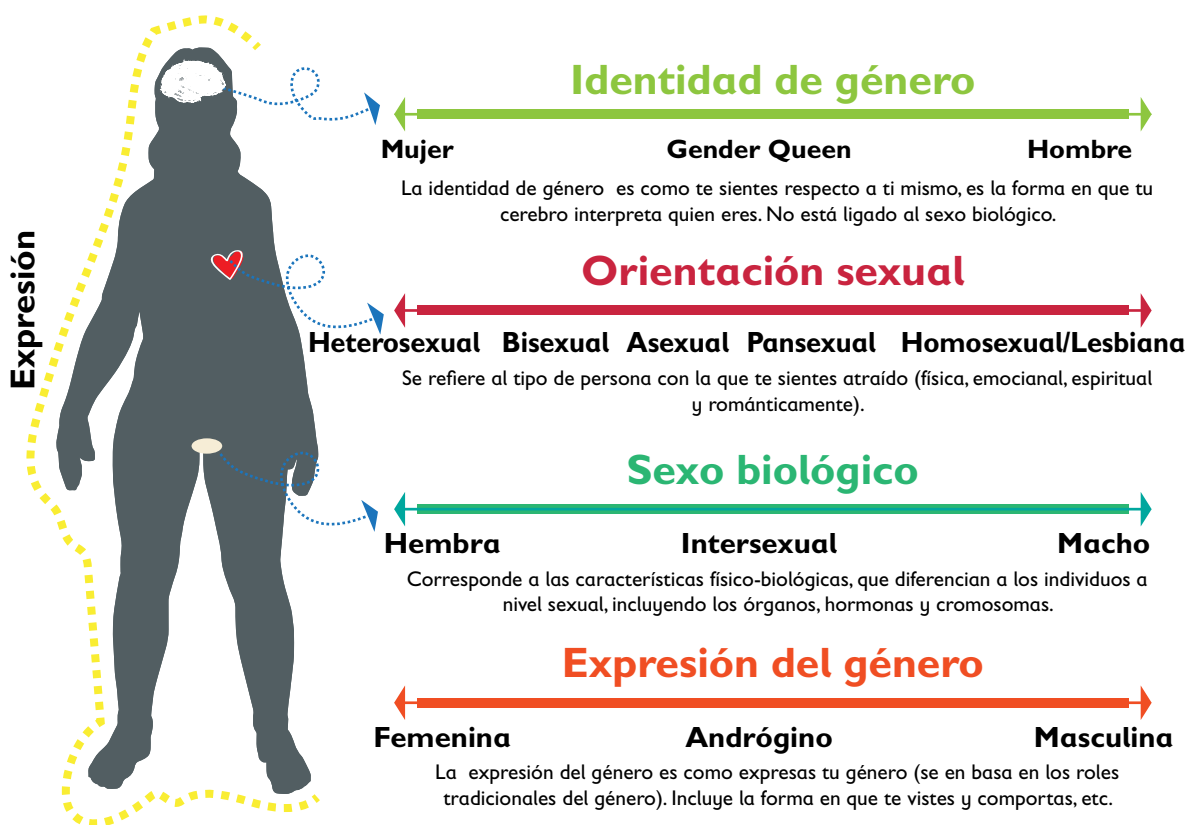 Expresión
Identidad de género
Mujer Gender Queen Hombre
La identidad de género es como te sientes respecto a ti mismo, es la forma en que tu
cerebro interpreta quien eres. No está ligado al sexo biológico.
Orientación sexual
Heterosexual Bisexual Asexual Pansexual Homosexual/Lesbiana
Se refiere al tipo de persona con la que te sientes atraído (física, emocianal, espiritual
y románticamente).
Sexo biológico
Hembra Intersexual Macho
Corresponde a las características físico-biológicas, que diferencian a los individuos a
nivel sexual, incluyendo los órganos, hormonas y cromosomas.
Expresión del género
Femenina Andrógino Masculina
La expresión del género es como expresas tu género (se en basa en los roles
tradicionales del género). Incluye la forma en que te vistes y comportas, etc.